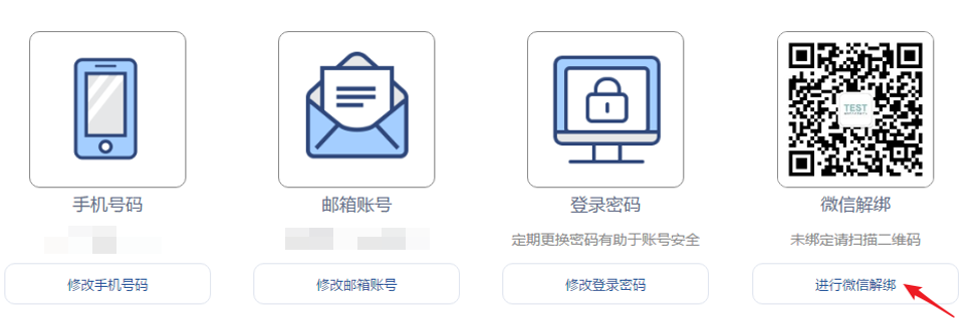 TEST
手机号码
邮箱账号
登录密码
微信解绑
定期更换密码有助于账号安全
未绑定请扫描二维码
修改手机号码
修改邮箱账号
修改登录密码
进行微信解绑